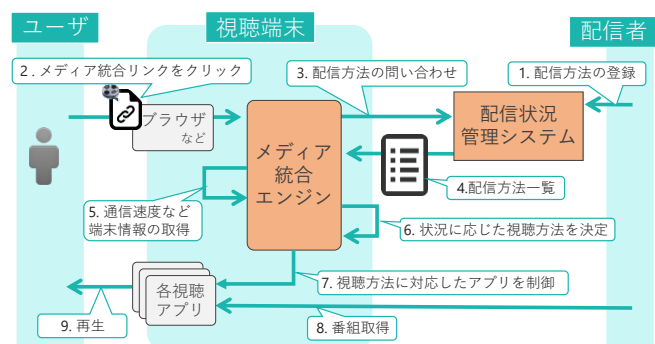 ユーザ
視聴端末
配信者
2 . メディア統合リンクをクリック
3. 配信方法の問い合わせ
1. 配信方法の登録
ブラウザ
など
メディア
統合
エンジン
配信状況
管理システム
4.配信方法一覧
5. 通信速度など
端末情報の取得
6. 状況に応じた視聴方法を決定
7. 視聴方法に対応したアプリを制御
各視聴
アプリ
9. 再生
8. 番組取得